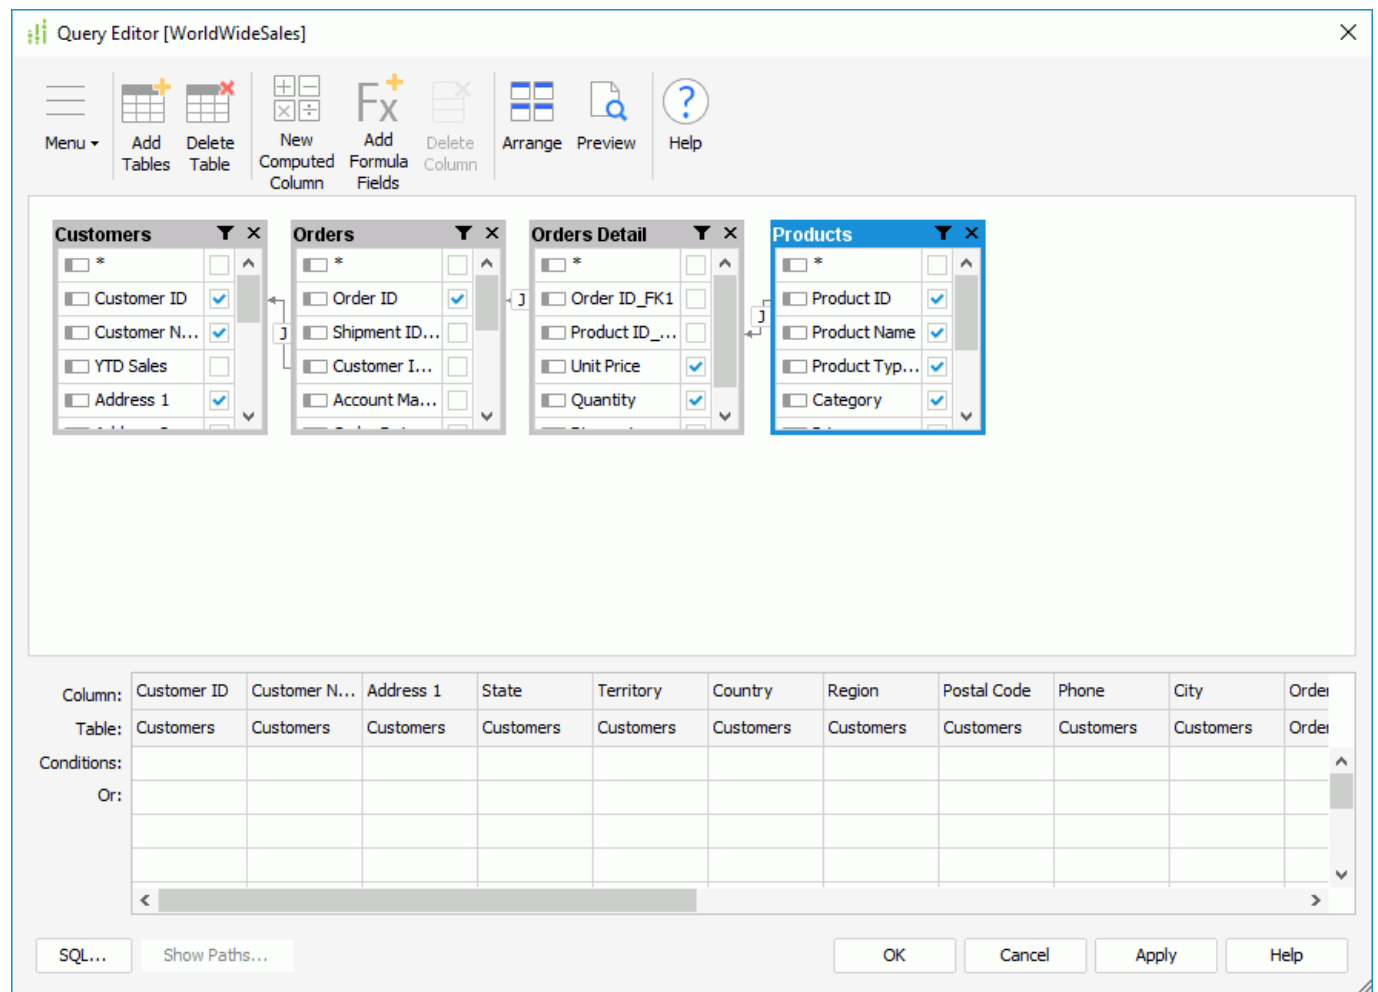 Query Editor [WorldWideSales]
Menu
Add Tables
Delete Table
New Computed Column
Add Formula Fields
Delete Column
Arrange
Preview
Help
Customers
*
Customer ID
Customer N...
YTD Sales
Address 1
Orders
*
Order ID
Shipment ID...
Customer I...
Account Ma...
Orders Detail
*
Order ID_FK1
Product ID_...
Unit Price
Quantity
Products
*
Product ID
Product Name
Product Typ...
Category
J
J
J
Column: Customer ID Customer N... Address 1 State Territory Country Region Postal Code Phone City Order
Table: Customers Customers Customers Customers Customers Customers Customers Customers Customers Customers Order
Conditions:
Or:
SQL... Show Paths... OK Cancel Apply Help